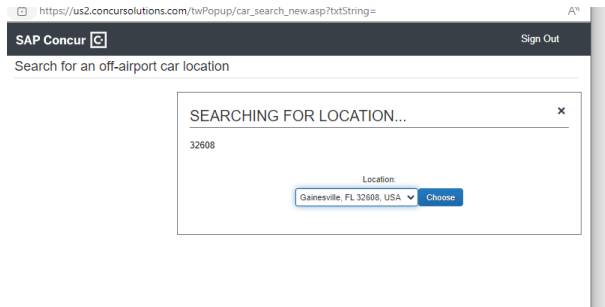 https://us2.concursolutions.com/twPopup/car_search_new.asp?txtString=
SAP Concur C Sign Out
Search for an off-airport car location
SEARCHING FOR LOCATION... ×
32608
Location:
Gainesville, FL 32608, USA Choose